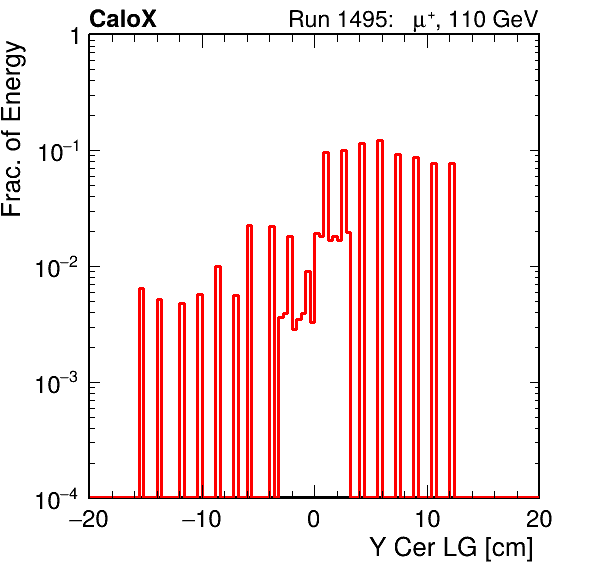 CaloX Run 1495: μ⁺, 110 GeV
Frac. of Energy
1
10⁻¹
10⁻²
10⁻³
10⁻⁴
−20 −10 0 10 20
Y Cer LG [cm]